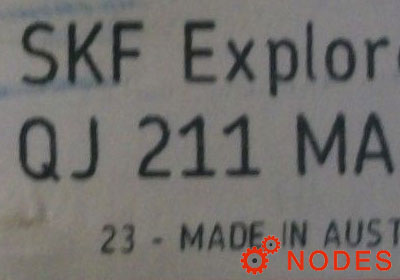 SKF Explor
QJ 211 MA
23 - MADE IN AUST
NODES